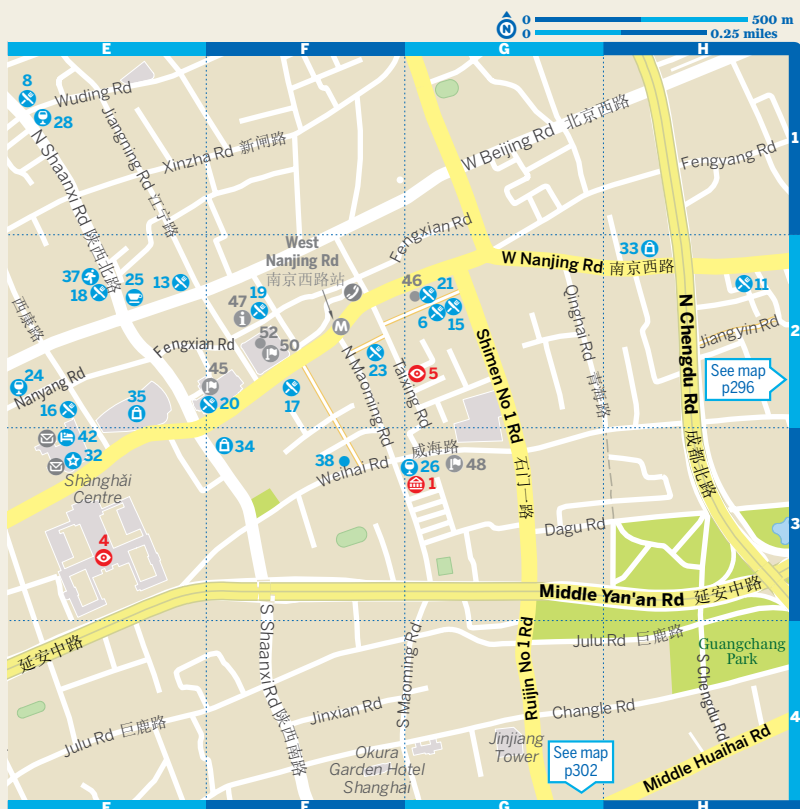 N
0 500 m
0 0.25 miles
E F G H
8
Wuding Rd
28
Jiangning Rd 江宁路
N Shaanxi Rd 陕西北路
Xinzha Rd 新闸路
W Beijing Rd 北京西路
Fengyang Rd
1
Fengxian Rd
West
Nanjing Rd
南京西路站
W Nanjing Rd 南京西路
33
37
18
25
13
47
19
46
21
6
15
11
西康路
Fengxian Rd
52
50
M
N Maoming Rd
23
Taixing Rd
5
Shimen No 1 Rd 石门一路
Qinghai Rd 青海路
N Chengdu Rd 成都北路
Jiangyin Rd
2
See map
p296
24
Nanyang Rd
16
35
45
20
17
42
32
34
38
Weihai Rd
威海路
26
48
1
Shànghǎi
Centre
4
Dagu Rd
3
Middle Yan'an Rd 延安中路
延安中路
S Shaanxi Rd 陕西南路
S Maoming Rd
Ruijin No 1 Rd
Julu Rd 巨鹿路
Guangchang
Park
S Chengdu Rd
Julu Rd 巨鹿路
Jinxian Rd
Changle Rd
4
Okura
Garden Hotel
Shanghai
Jinjiang
Tower
See map
p302
Middle Huaihai Rd
E F G H